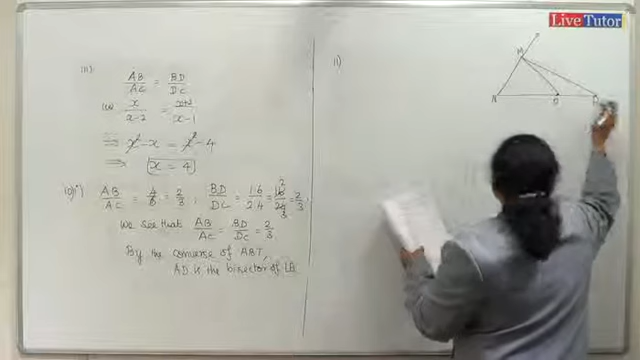 LiveTutor
iii)
AB/AC = BD/DC
x/x-2 = x+2/x-1
⇒ x² - x = x² - 4
⇒ x = 4
AB/AC = 4/6 = 2/3 ; BD/DC = 1.6/2.4 = 16/24 = 2/3
We see that AB/AC = BD/DC = 2/3
By the converse of ABT,
AD is the bisector of
11)
M
N